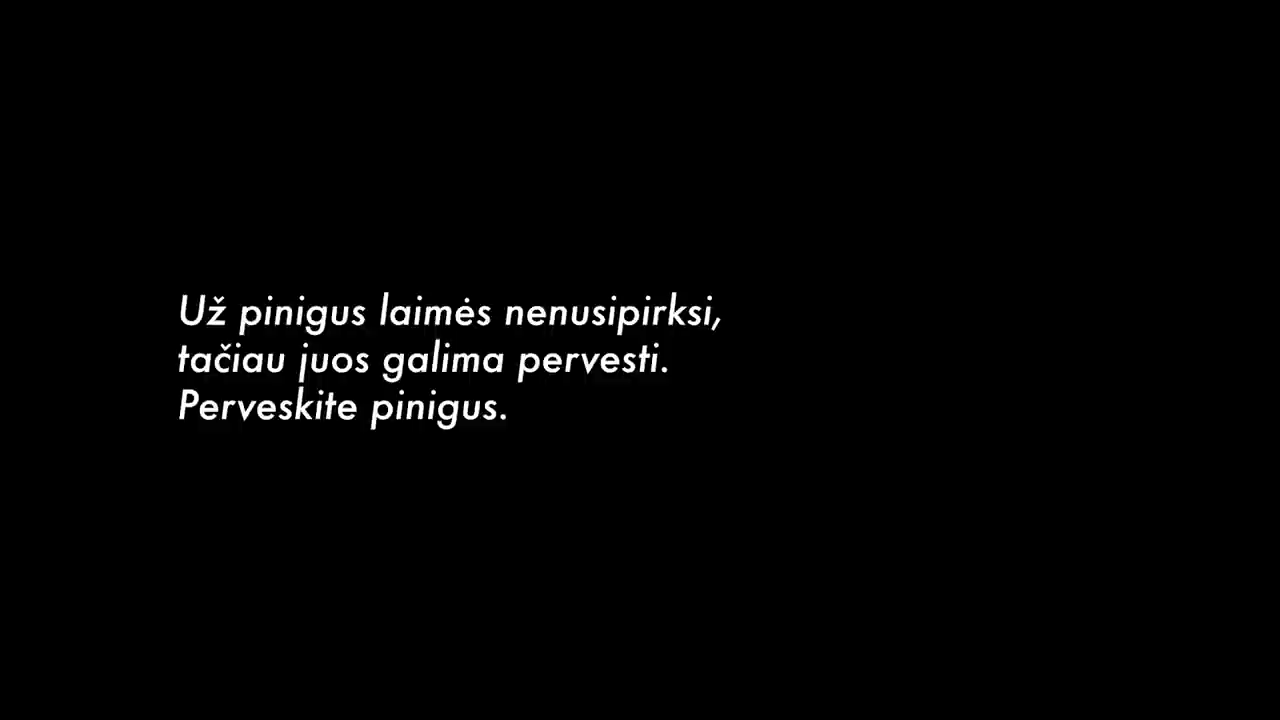 Už pinigus laimės nenusipirksi,
tačiau juos galima pervesti.
Perveskite pinigus.